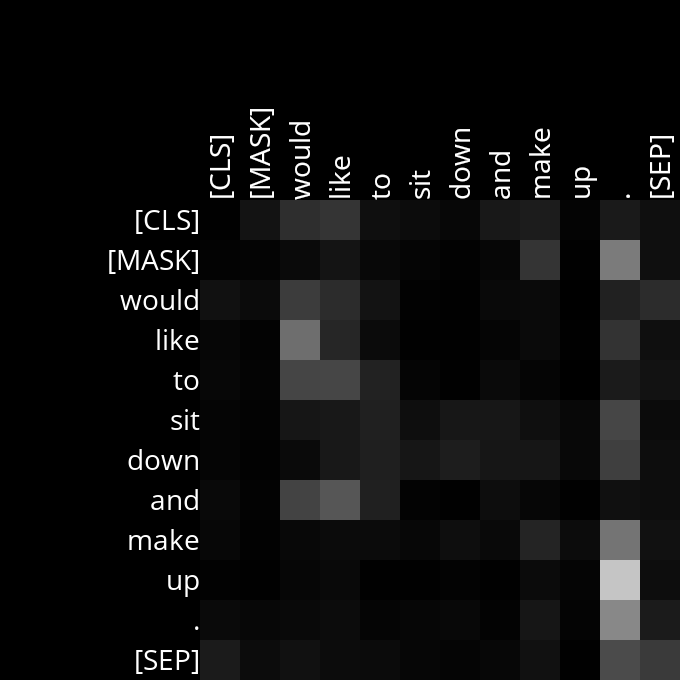 [CLS] [MASK] would like to sit down and make up . [SEP]
[CLS]
[MASK]
would
like
to
sit
down
and
make
up
.
[SEP]